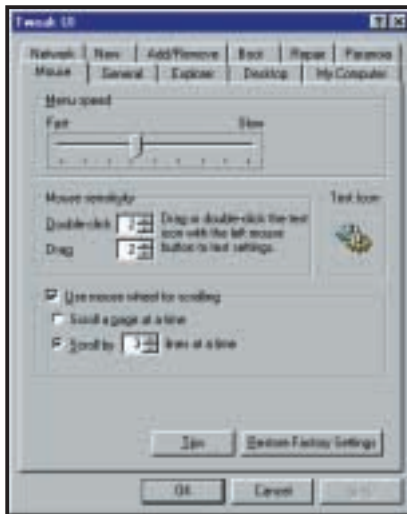 Tweak UI
Network New Add/Remove Boot Repair Paranoia
Mouse General Explorer Desktop My Computer
Menu speed
Fast Slow
Mouse sensitivity
Test Icon
Double-click 2 Drag or double-click the test
icon with the left mouse
Drag 2 button to test settings.
Use mouse wheel for scrolling
Scroll a page at a time
Scroll by 3 lines at a time
Tips Restore Factory Settings
OK Cancel